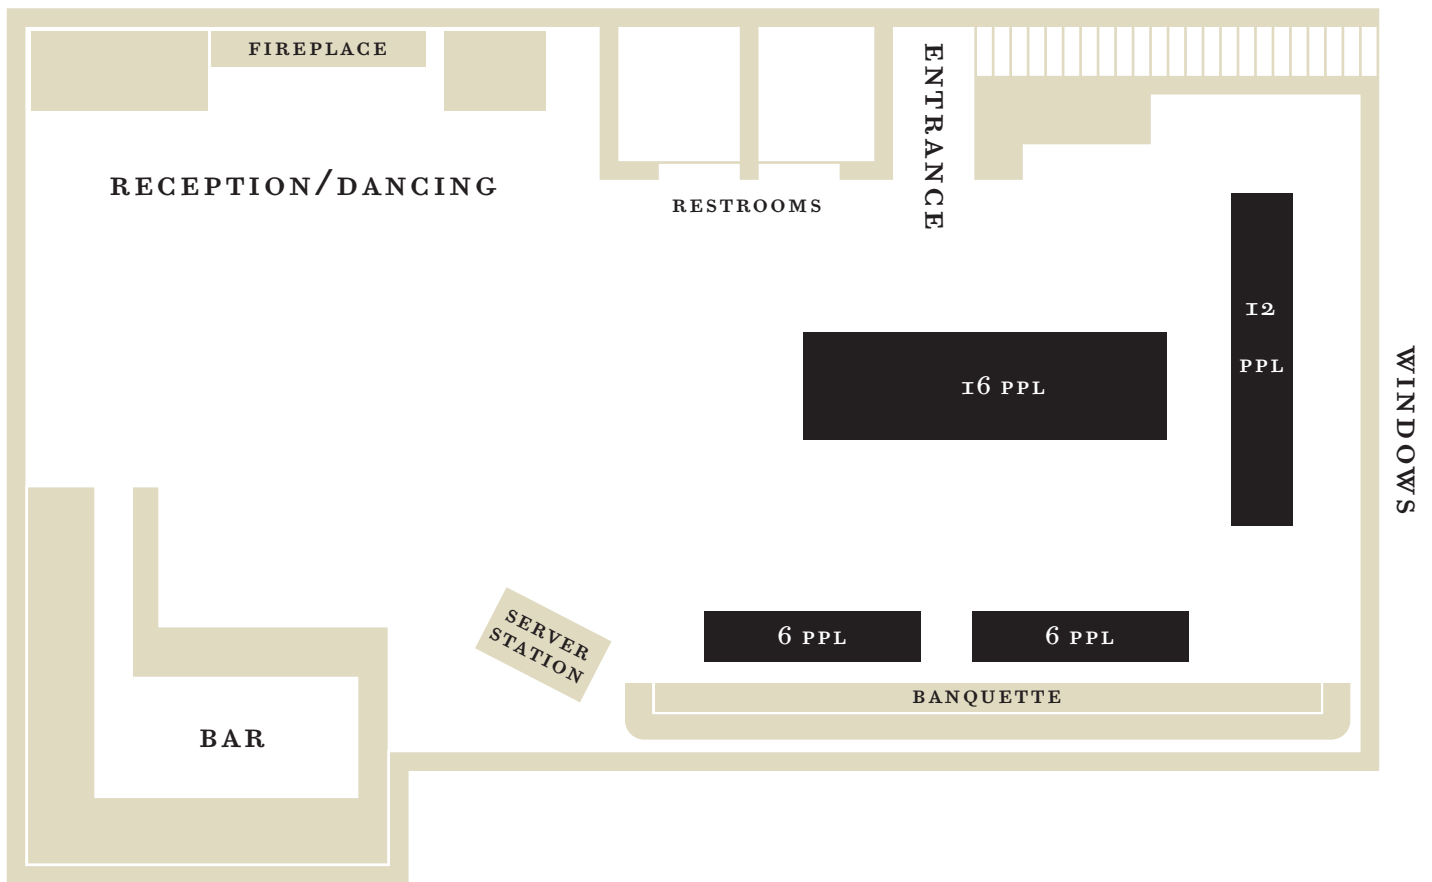 FIREPLACE
ENTRANCE
RECEPTION/DANCING
RESTROOMS
12
PPL
16 PPL
WINDOWS
SERVER
STATION
6 PPL
6 PPL
BANQUETTE
BAR